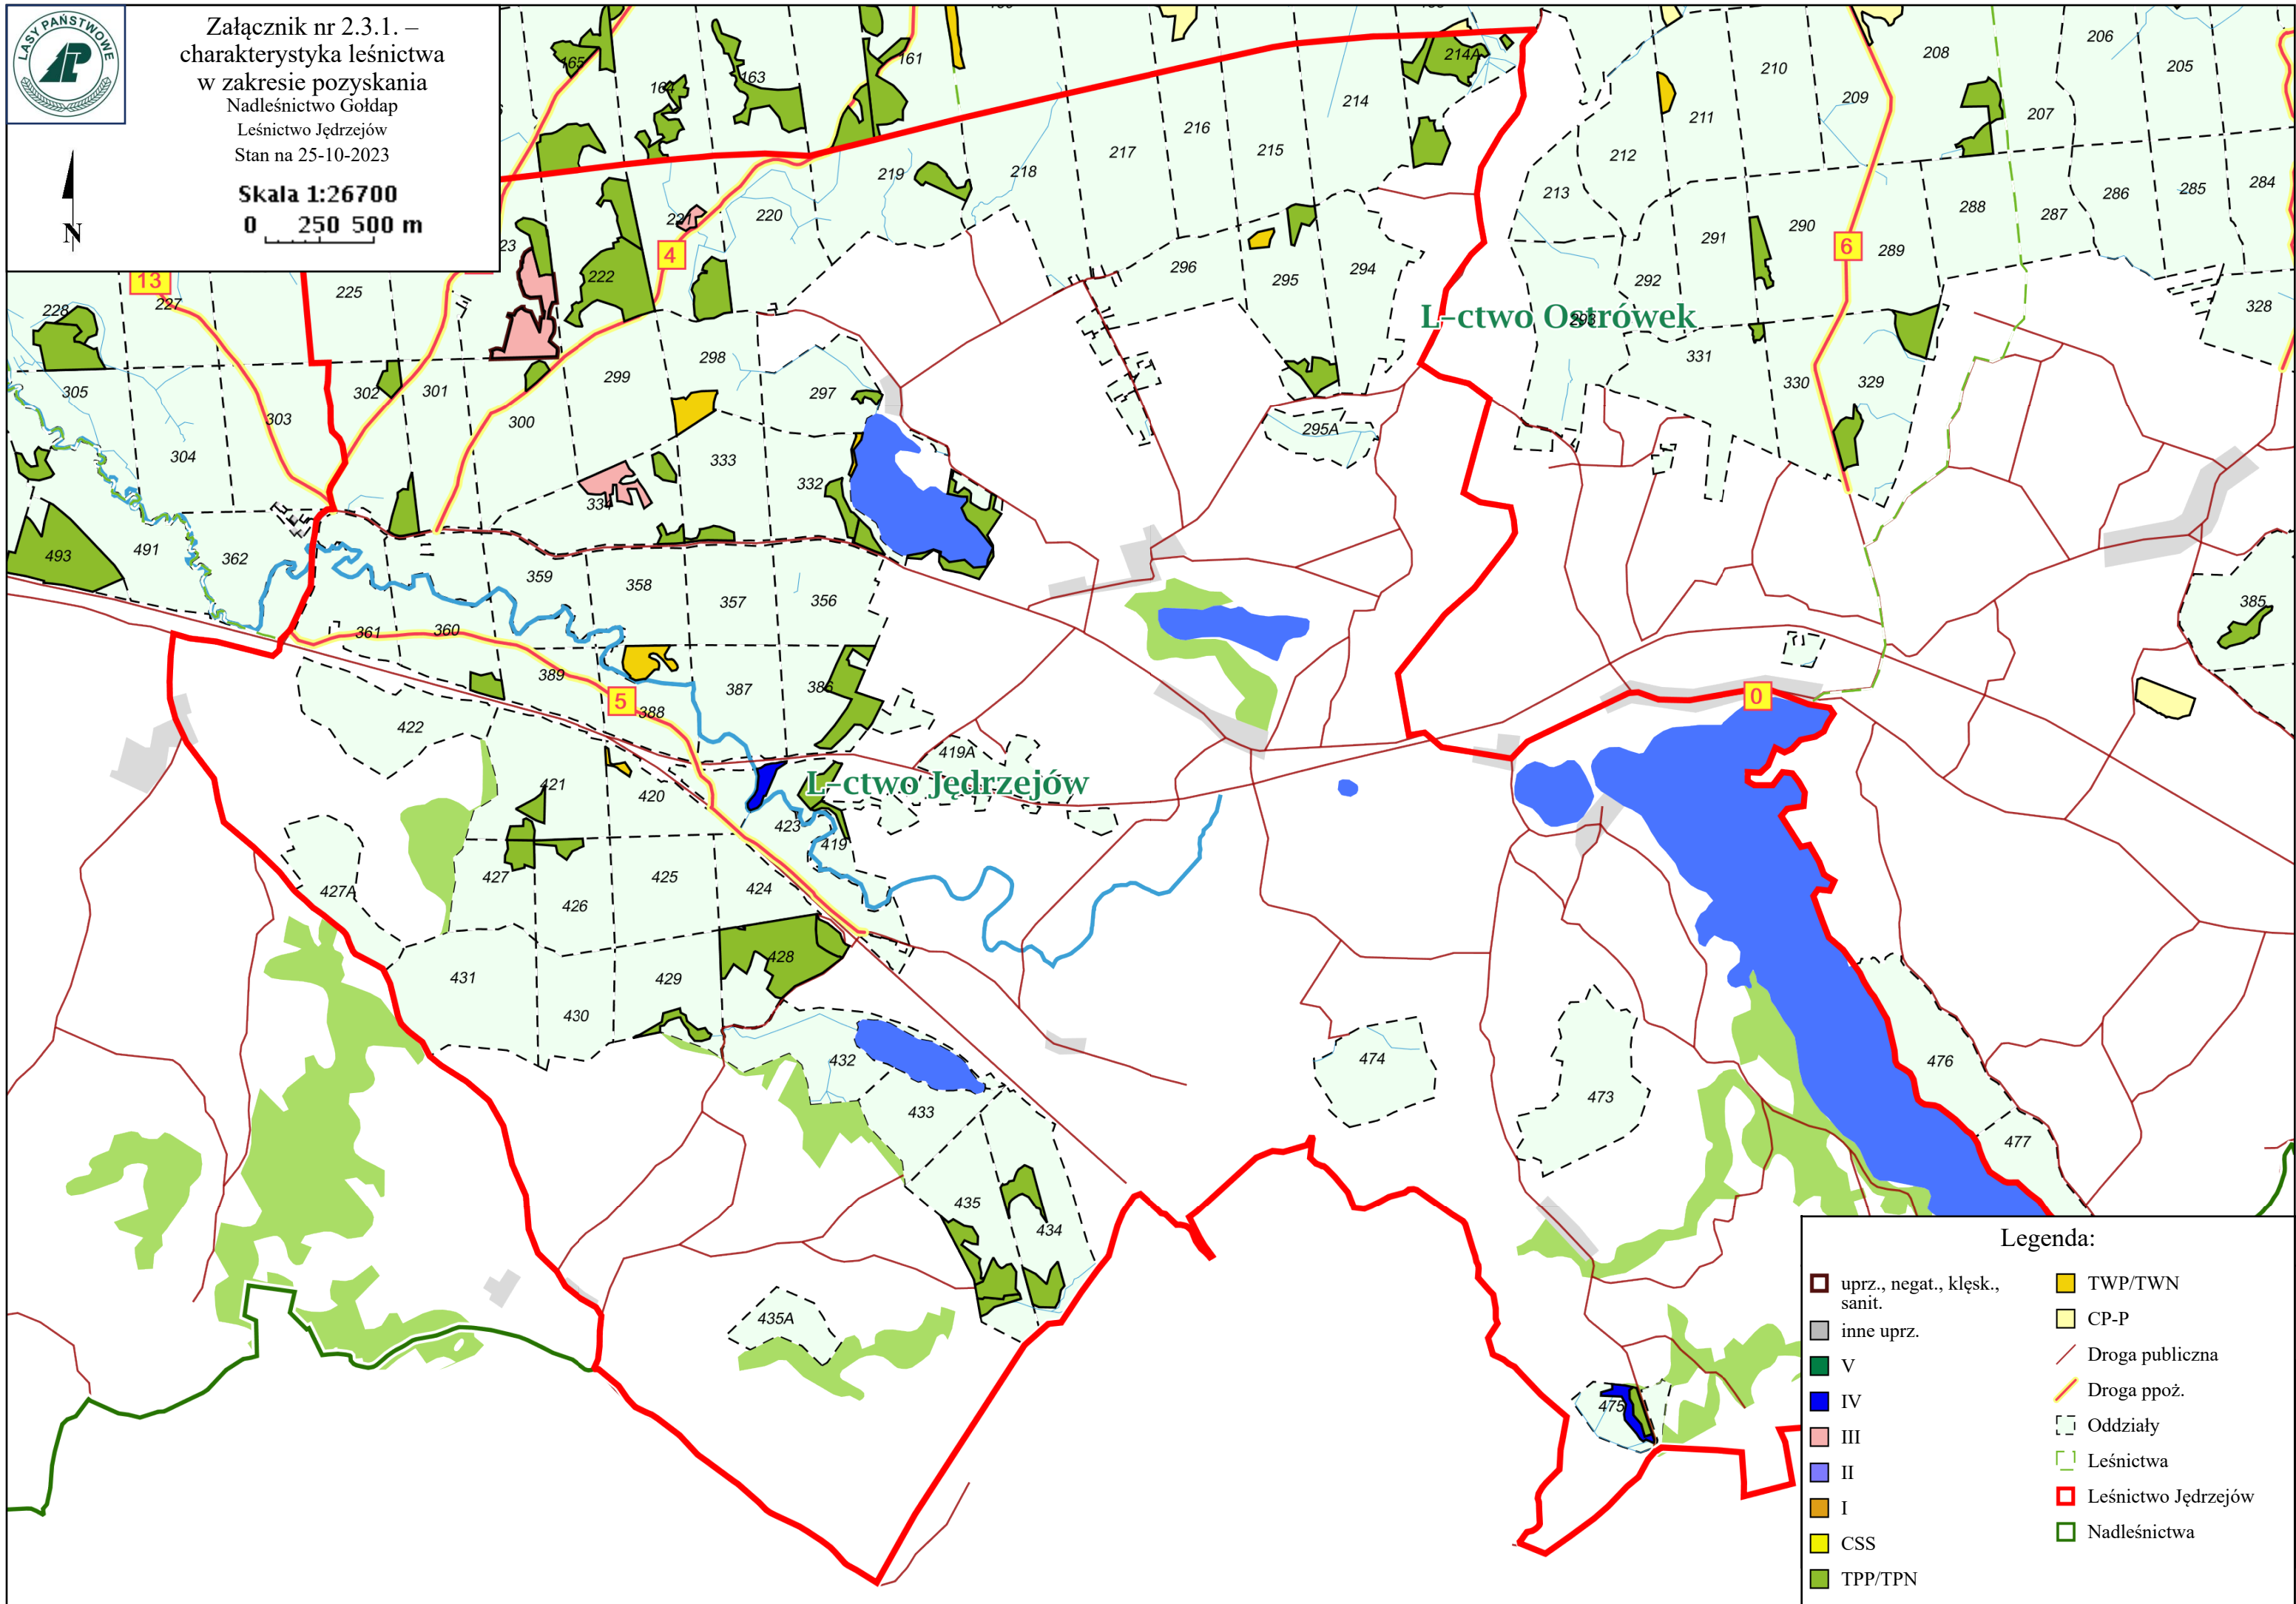 LASY PAŃSTWOWE
Załącznik nr 2.3.1. –
charakterystyka leśnictwa
w zakresie pozyskania
Nadleśnictwo Gołdap
Leśnictwo Jędrzejów
Stan na 25-10-2023
Skala 1:26700
0 250 500 m
N
165
164
163
161
214A
214
216
215
217
218
219
220
221
222
4
213
212
211
210
209
208
207
206
205
284
285
286
287
288
289
6
290
291
292
293
294
295
296
13
227
228
225
L-ctwo Ostrówek
328
305
303
304
302
301
300
299
298
297
295A
331
330
329
334
333
332
493
491
362
359
358
357
356
361
360
389
5
388
387
386
385
0
422
421
420
419A
L-ctwo Jędrzejów
423
419
427A
427
426
425
424
431
430
429
428
432
433
434
435
435A
474
473
476
477
475
Legenda:
uprz., negat., klęsk.,
sanit.
inne uprz.
V
IV
III
II
I
CSS
TPP/TPN
TWP/TWN
CP-P
Droga publiczna
Droga ppoż.
Oddziały
Leśnictwa
Leśnictwo Jędrzejów
Nadleśnictwa